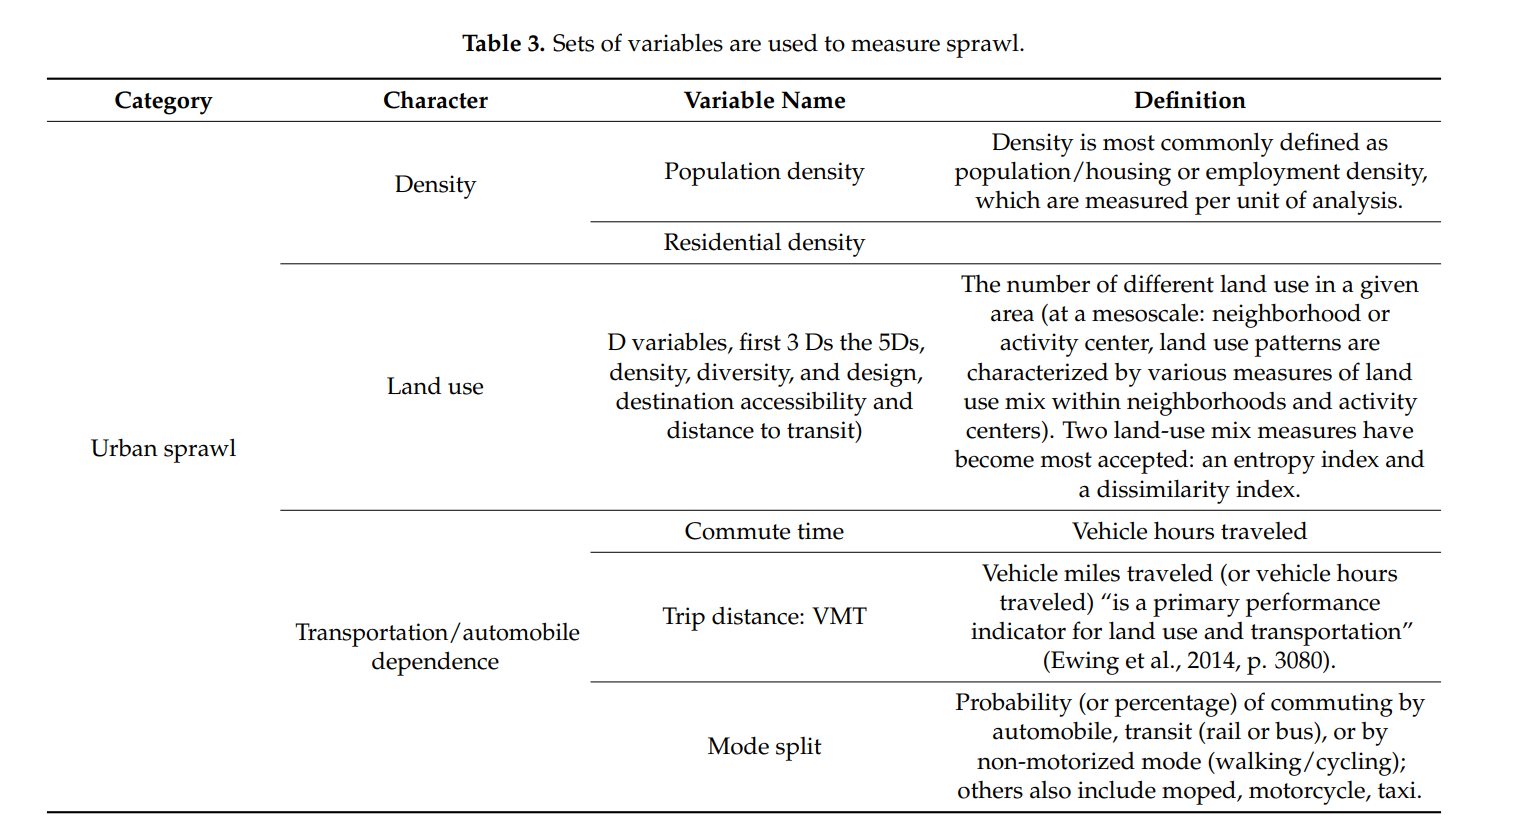 Table 3. Sets of variables are used to measure sprawl.
Category Character Variable Name Definition
Urban sprawl
Density
Population density
Density is most commonly defined as
population/housing or employment density,
which are measured per unit of analysis.
Residential density
Land use
D variables, first 3 Ds the 5Ds,
density, diversity, and design,
destination accessibility and
distance to transit)
The number of different land use in a given
area (at a mesoscale: neighborhood or
activity center, land use patterns are
characterized by various measures of land
use mix within neighborhoods and activity
centers). Two land-use mix measures have
become most accepted: an entropy index and
a dissimilarity index.
Transportation/automobile
dependence
Commute time
Vehicle hours traveled
Trip distance: VMT
Vehicle miles traveled (or vehicle hours
traveled) “is a primary performance
indicator for land use and transportation”
(Ewing et al., 2014, p. 3080).
Mode split
Probability (or percentage) of commuting by
automobile, transit (rail or bus), or by
non-motorized mode (walking/cycling);
others also include moped, motorcycle, taxi.